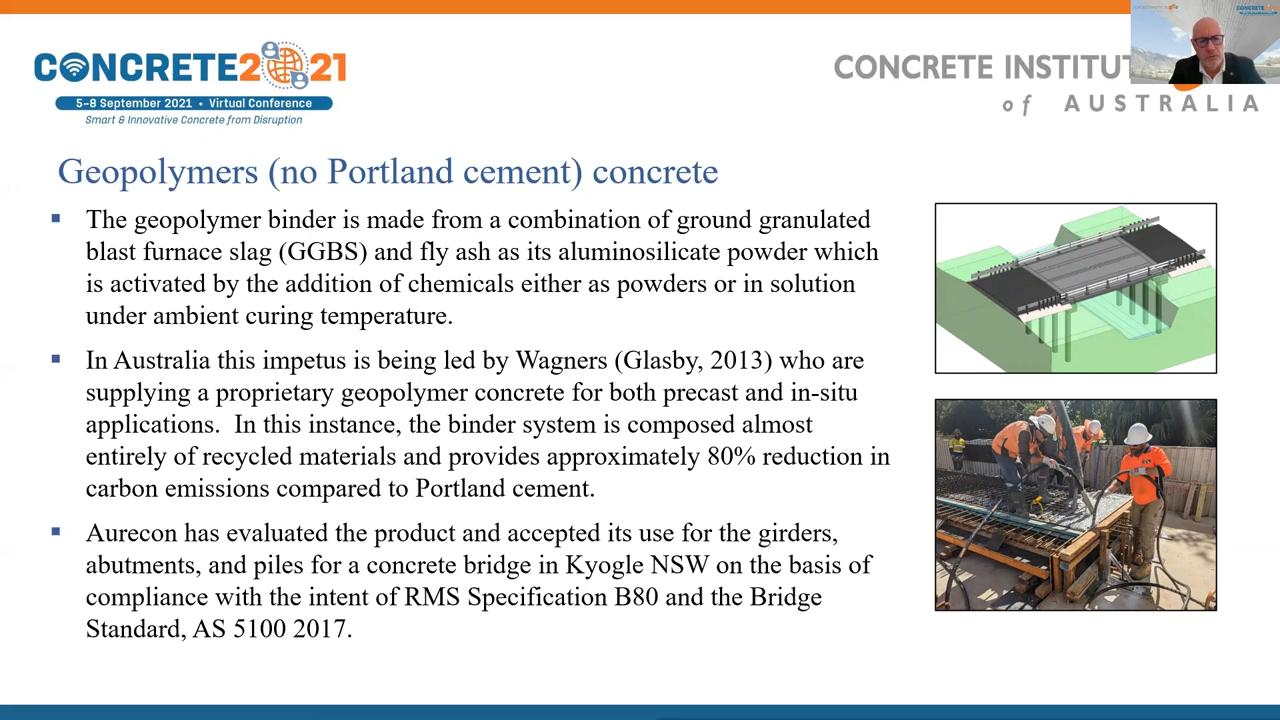 CONCRETE2021
5-8 September 2021 • Virtual Conference
Smart & Innovative Concrete from Disruption
CONCRETE INSTITUT
of AUSTRALIA
Geopolymers (no Portland cement) concrete
▪ The geopolymer binder is made from a combination of ground granulated
blast furnace slag (GGBS) and fly ash as its aluminosilicate powder which
is activated by the addition of chemicals either as powders or in solution
under ambient curing temperature.
▪ In Australia this impetus is being led by Wagners (Glasby, 2013) who are
supplying a proprietary geopolymer concrete for both precast and in-situ
applications.  In this instance, the binder system is composed almost
entirely of recycled materials and provides approximately 80% reduction in
carbon emissions compared to Portland cement.
▪ Aurecon has evaluated the product and accepted its use for the girders,
abutments, and piles for a concrete bridge in Kyogle NSW on the basis of
compliance with the intent of RMS Specification B80 and the Bridge
Standard, AS 5100 2017.